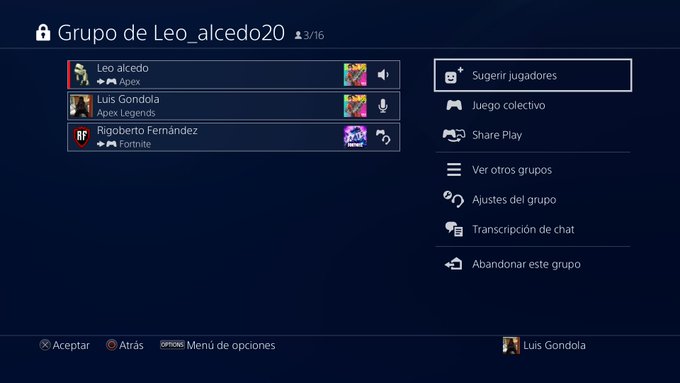 Grupo de Leo_alcedo20 3/16
Leo alcedo
Apex
Luis Gondola
Apex Legends
RF
Rigoberto Fernández
Fortnite
FORTNITE
Sugerir jugadores
Juego colectivo
Share Play
Ver otros grupos
Ajustes del grupo
Transcripción de chat
Abandonar este grupo
Aceptar Atrás OPTIONS Menú de opciones
Luis Gondola